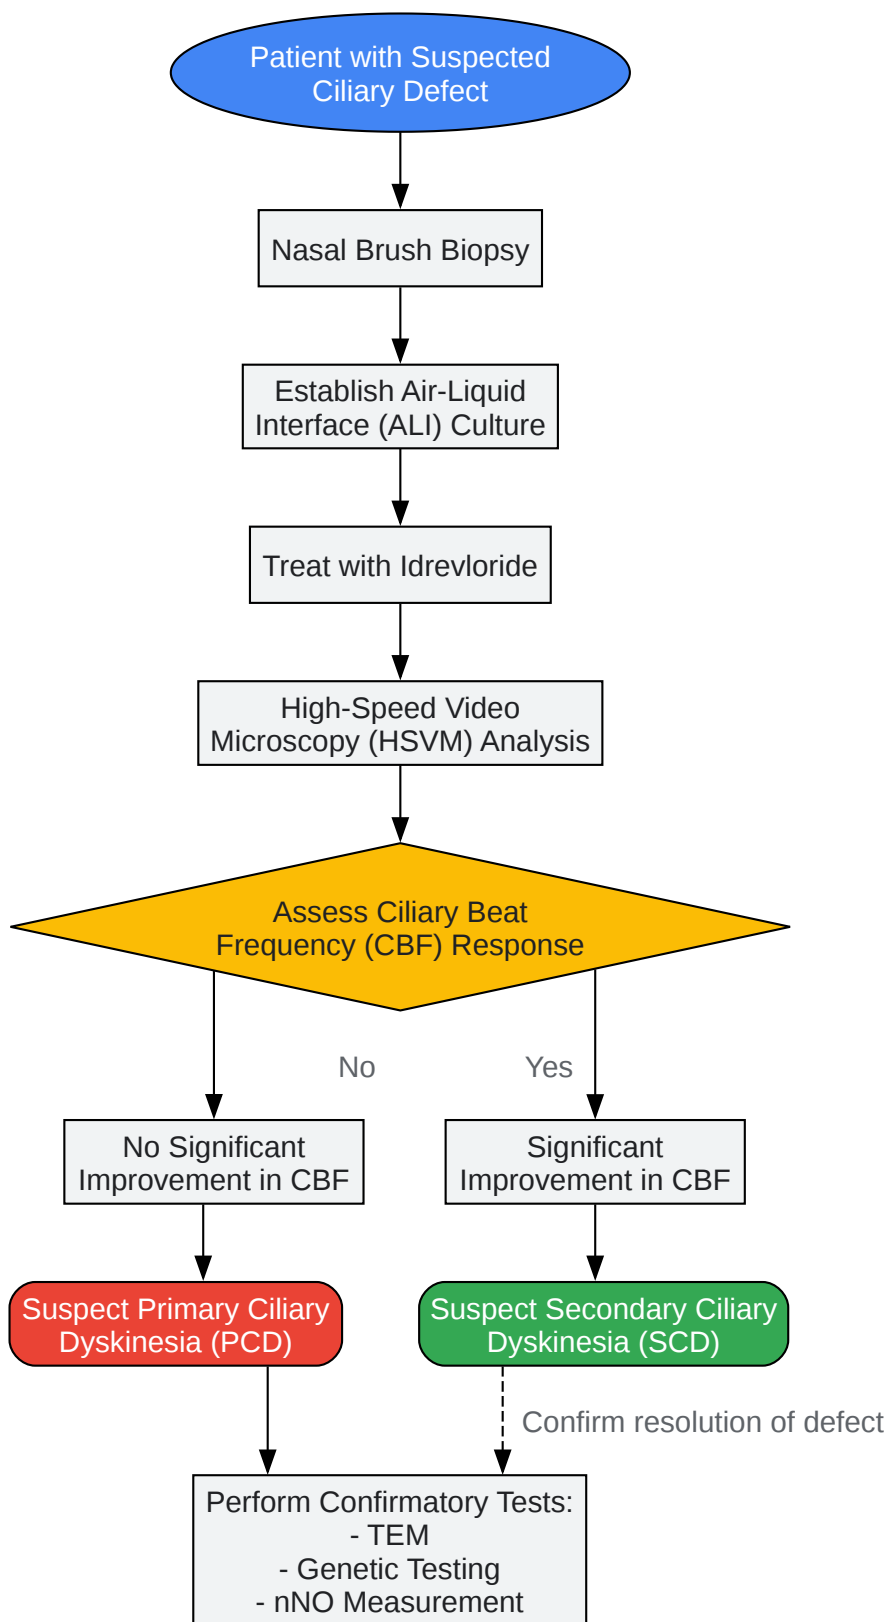 Patient with Suspected
Ciliary Defect
Nasal Brush Biopsy
Establish Air-Liquid
Interface (ALI) Culture
Treat with Idrevloride
High-Speed Video
Microscopy (HSVM) Analysis
Assess Ciliary Beat
Frequency (CBF) Response
No
Yes
No Significant
Improvement in CBF
Significant
Improvement in CBF
Suspect Primary Ciliary
Dyskinesia (PCD)
Suspect Secondary Ciliary
Dyskinesia (SCD)
Confirm resolution of defect
Perform Confirmatory Tests:
- TEM
- Genetic Testing
- nNO Measurement